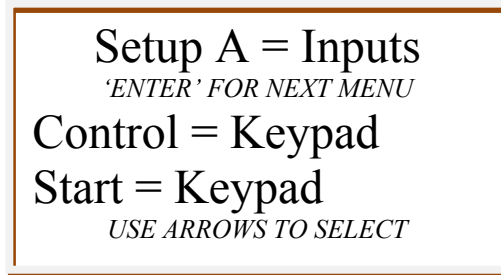 Setup A = Inputs
‘ENTER’ FOR NEXT MENU
Control = Keypad
Start = Keypad
USE ARROWS TO SELECT